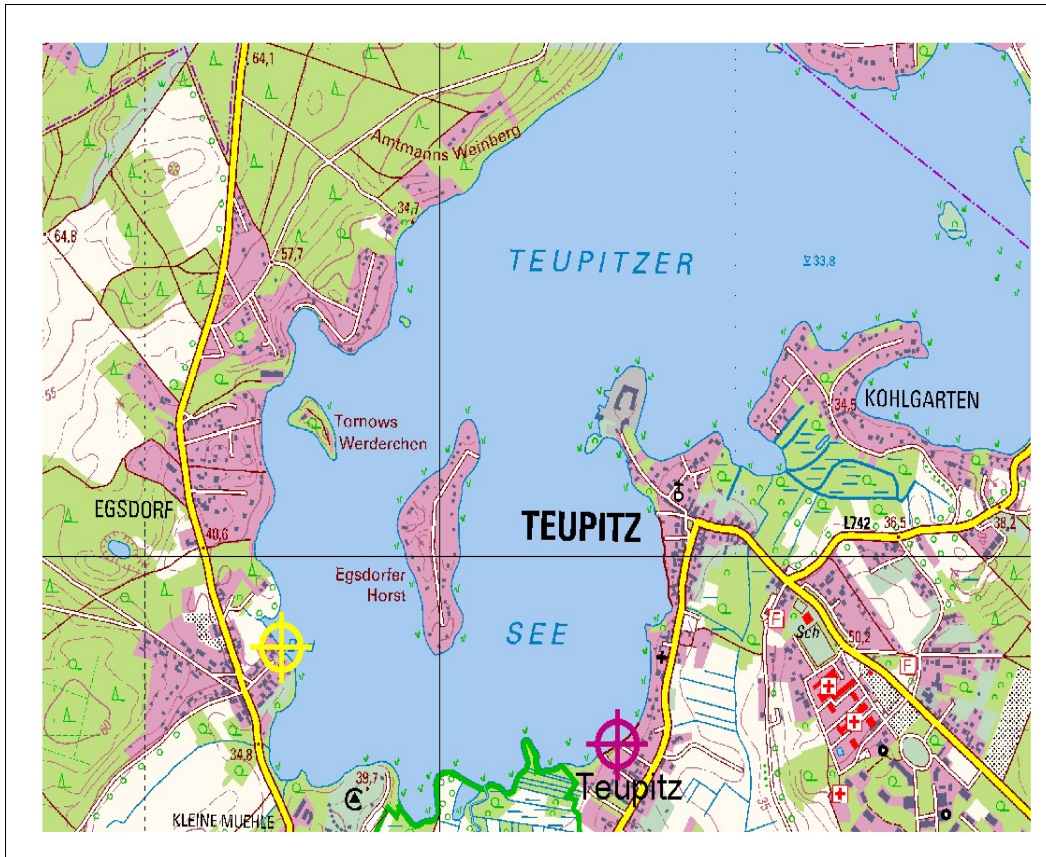 64,1
Amtmanns Weinberg
34,7
64,8
57,7
TEUPITZER
33,8
55
Tornows
Werderchen
34,5
KOHLGARTEN
EGSDORF
40,6
TEUPITZ
L742
36,5
38,2
Egsdorfer
Horst
SEE
F
Sch
50,2
F
60
34,8
39,7
Teupitz
35
KLEINE MUEHLE